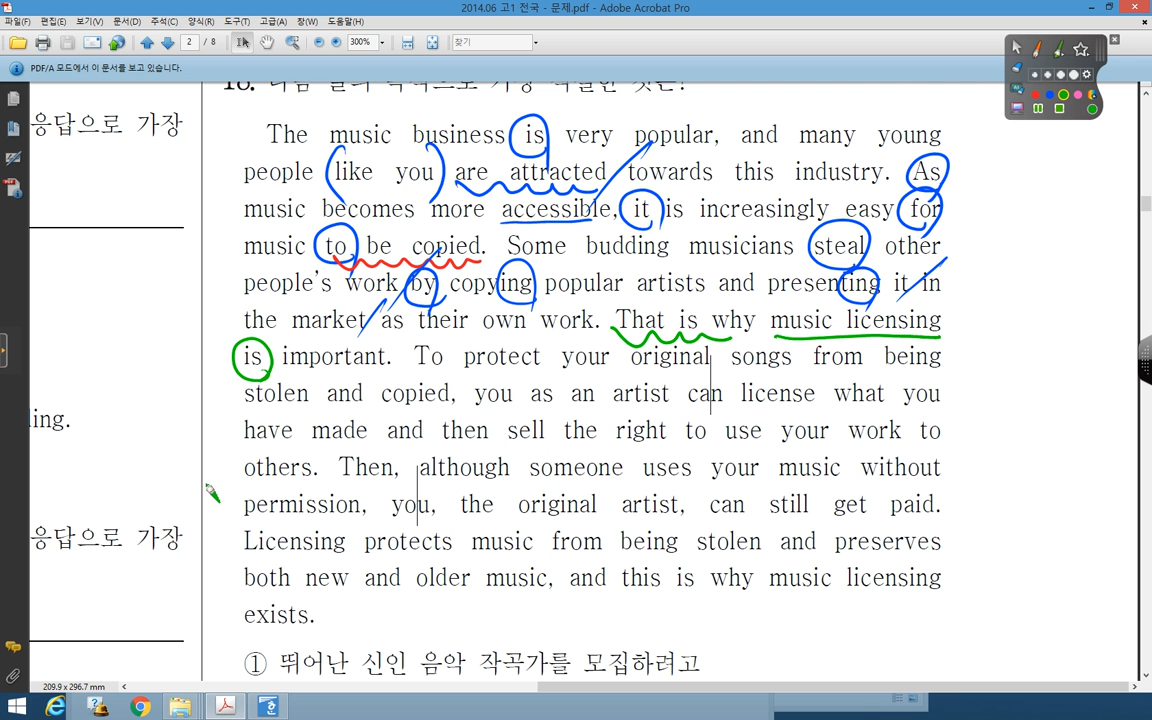 2014.06 고1 전국 - 문제.pdf - Adobe Acrobat Pro
파일(F) 편집(E) 보기(V) 문서(D) 주석(C) 양식(R) 도구(T) 고급(A) 창(W) 도움말(H)
2 / 8 300% 찾기
PDF/A 모드에서 이 문서를 보고 있습니다.
응답으로 가장
ing.
응답으로 가장
The music business is very popular, and many young
people like you are attracted towards this industry. As
music becomes more accessible, it is increasingly easy for
music to be copied. Some budding musicians steal other
people's work by copying popular artists and presenting it in
the market as their own work. That is why music licensing
is important. To protect your original songs from being
stolen and copied, you as an artist can license what you
have made and then sell the right to use your work to
others. Then, although someone uses your music without
permission, you, the original artist, can still get paid.
Licensing protects music from being stolen and preserves
both new and older music, and this is why music licensing
exists.
① 뛰어난 신인 음악 작곡가를 모집하려고
209.9 x 296.7 mm